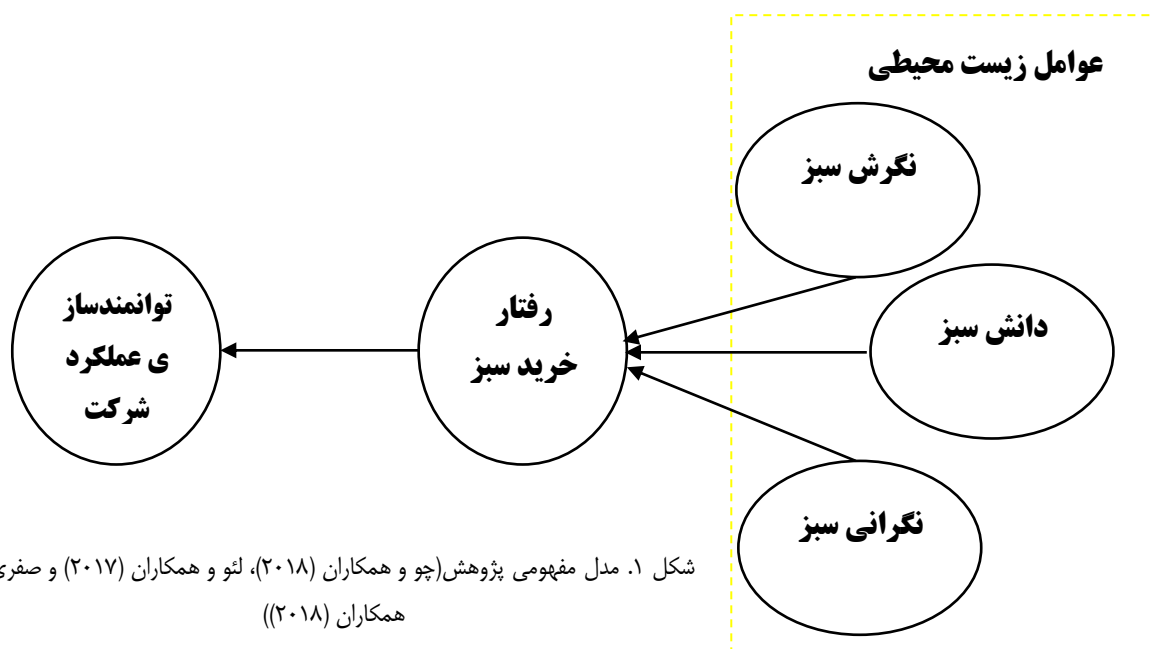 عوامل زیست محیطی
نگرش سبز
دانش سبز
نگرانی سبز
رفتار
خرید سبز
توانمندساز
ی عملکرد
شرکت
شکل ۱. مدل مفهومی پژوهش(چو و همکاران (۲۰۱۸)، لئو و همکاران (۲۰۱۷) و صفری
همکاران (۲۰۱۸))